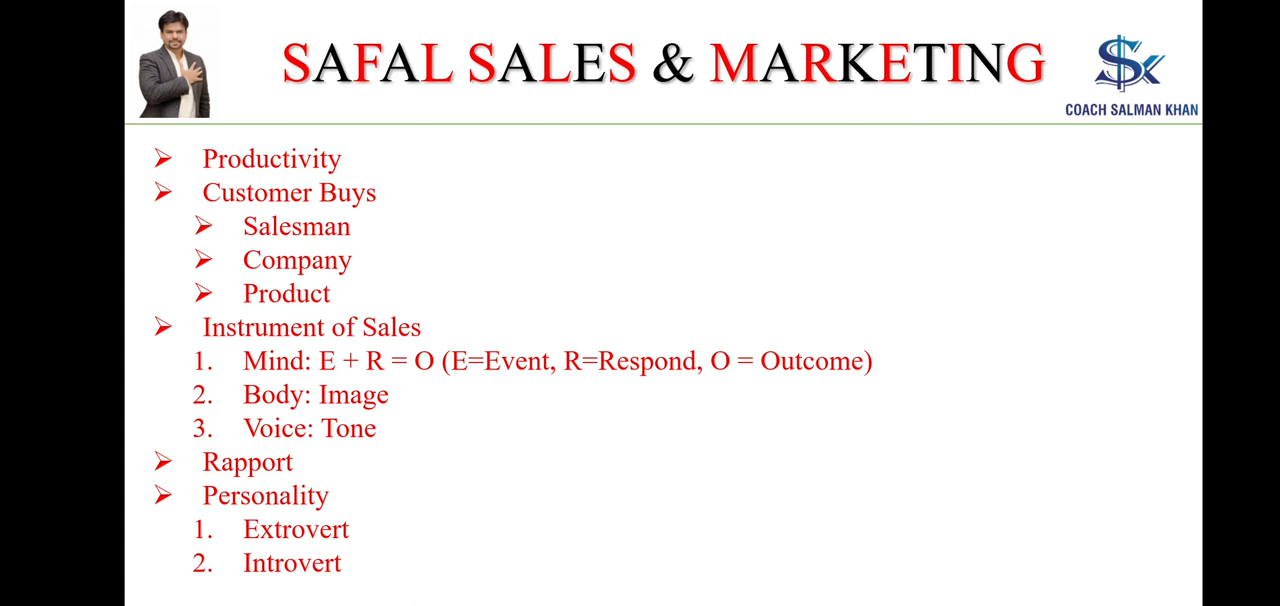 SAFAL SALES & MARKETING
COACH SALMAN KHAN
Productivity
Customer Buys
Salesman
Company
Product
Instrument of Sales
1. Mind: E + R = O (E=Event, R=Respond, O = Outcome)
2. Body: Image
3. Voice: Tone
Rapport
Personality
1. Extrovert
2. Introvert